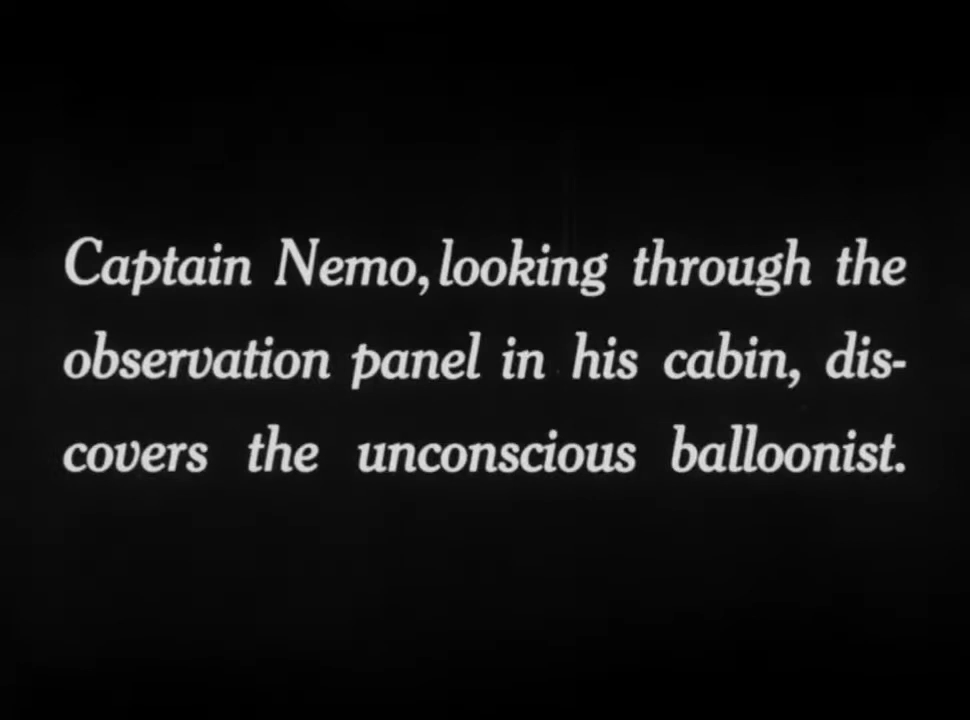 Captain Nemo, looking through the
observation panel in his cabin, dis-
covers the unconscious balloonist.